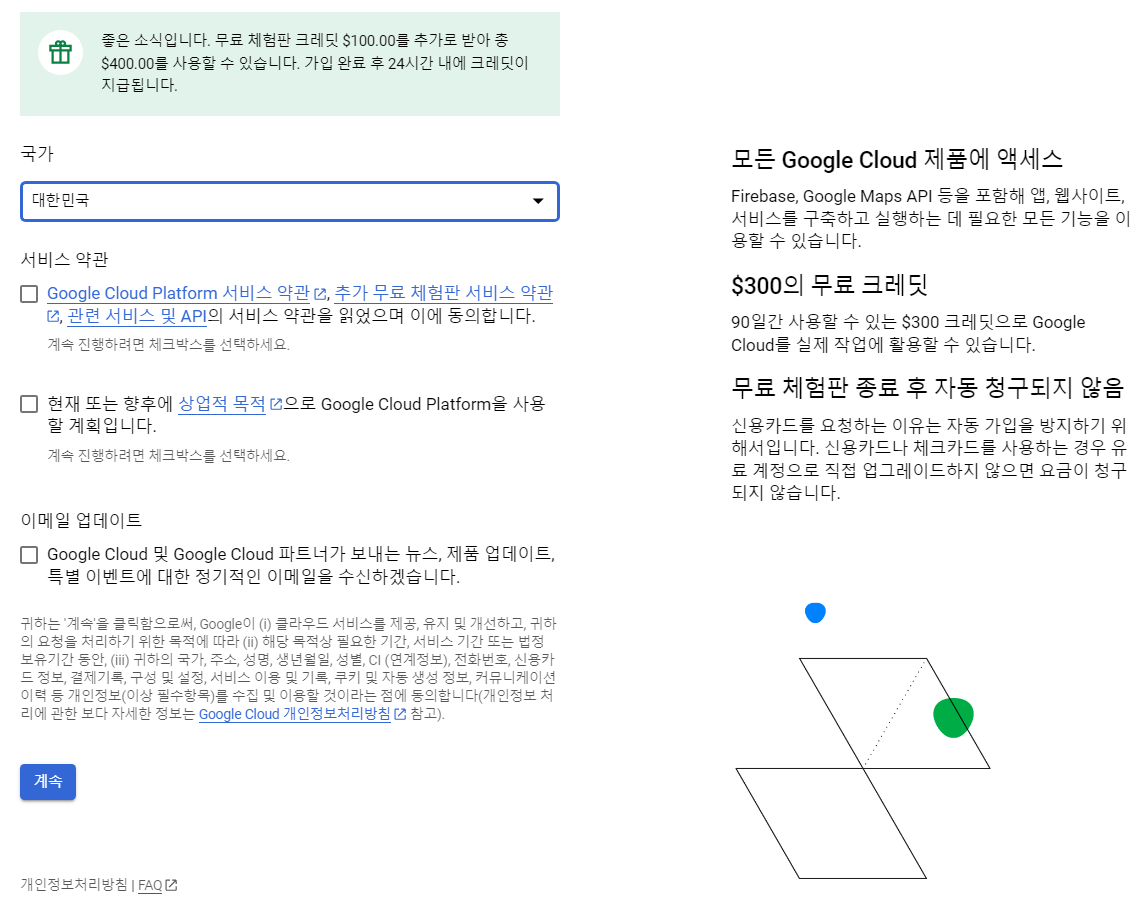 좋은 소식입니다. 무료 체험판 크레딧 $100.00를 추가로 받아 총
$400.00를 사용할 수 있습니다. 가입 완료 후 24시간 내에 크레딧이
지급됩니다.
국가
대한민국
서비스 약관
Google Cloud Platform 서비스 약관, 추가 무료 체험판 서비스 약관
, 관련 서비스 및 API의 서비스 약관을 읽었으며 이에 동의합니다.
계속 진행하려면 체크박스를 선택하세요.
현재 또는 향후에 상업적 목적으로 Google Cloud Platform을 사용
할 계획입니다.
계속 진행하려면 체크박스를 선택하세요.
이메일 업데이트
Google Cloud 및 Google Cloud 파트너가 보내는 뉴스, 제품 업데이트,
특별 이벤트에 대한 정기적인 이메일을 수신하겠습니다.
귀하는 '계속'을 클릭함으로써, Google이 (i) 클라우드 서비스를 제공, 유지 및 개선하고, 귀하
의 요청을 처리하기 위한 목적에 따라 (ii) 해당 목적상 필요한 기간, 서비스 기간 또는 법정
보유기간 동안, (iii) 귀하의 국가, 주소, 성명, 생년월일, 성별, CI (연계정보), 전화번호, 신용카
드 정보, 결제기록, 구성 및 설정, 서비스 이용 및 기록, 쿠키 및 자동 생성 정보, 커뮤니케이션
이력 등 개인정보(이상 필수항목)를 수집 및 이용할 것이라는 점에 동의합니다(개인정보 처
리에 관한 보다 자세한 정보는 Google Cloud 개인정보처리방침 참고).
계속
개인정보처리방침 | FAQ
모든 Google Cloud 제품에 액세스
Firebase, Google Maps API 등을 포함해 앱, 웹사이트,
서비스를 구축하고 실행하는 데 필요한 모든 기능을 이
용할 수 있습니다.
$300의 무료 크레딧
90일간 사용할 수 있는 $300 크레딧으로 Google
Cloud를 실제 작업에 활용할 수 있습니다.
무료 체험판 종료 후 자동 청구되지 않음
신용카드를 요청하는 이유는 자동 가입을 방지하기 위
해서입니다. 신용카드나 체크카드를 사용하는 경우 유
료 계정으로 직접 업그레이드하지 않으면 요금이 청구
되지 않습니다.